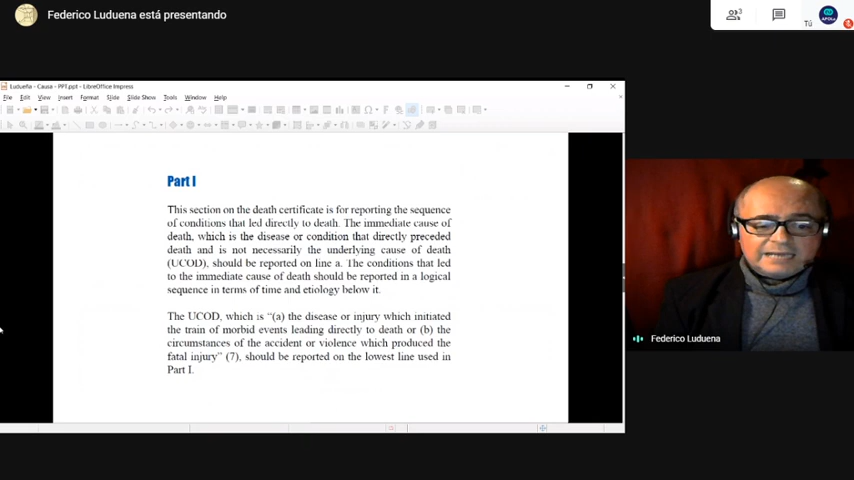 Federico Luduena está presentando
3
Tú
Ludueña - Causa - PPT.ppt - LibreOffice Impress
File Edit View Insert Format Slide Slide Show Tools Window Help
Part I
This section on the death certificate is for reporting the sequence
of conditions that led directly to death. The immediate cause of
death, which is the disease or condition that directly preceded
death and is not necessarily the underlying cause of death
(UCOD), should be reported on line a. The conditions that led
to the immediate cause of death should be reported in a logical
sequence in terms of time and etiology below it.
The UCOD, which is “(a) the disease or injury which initiated
the train of morbid events leading directly to death or (b) the
circumstances of the accident or violence which produced the
fatal injury” (7), should be reported on the lowest line used in
Part I.
Federico Luduena